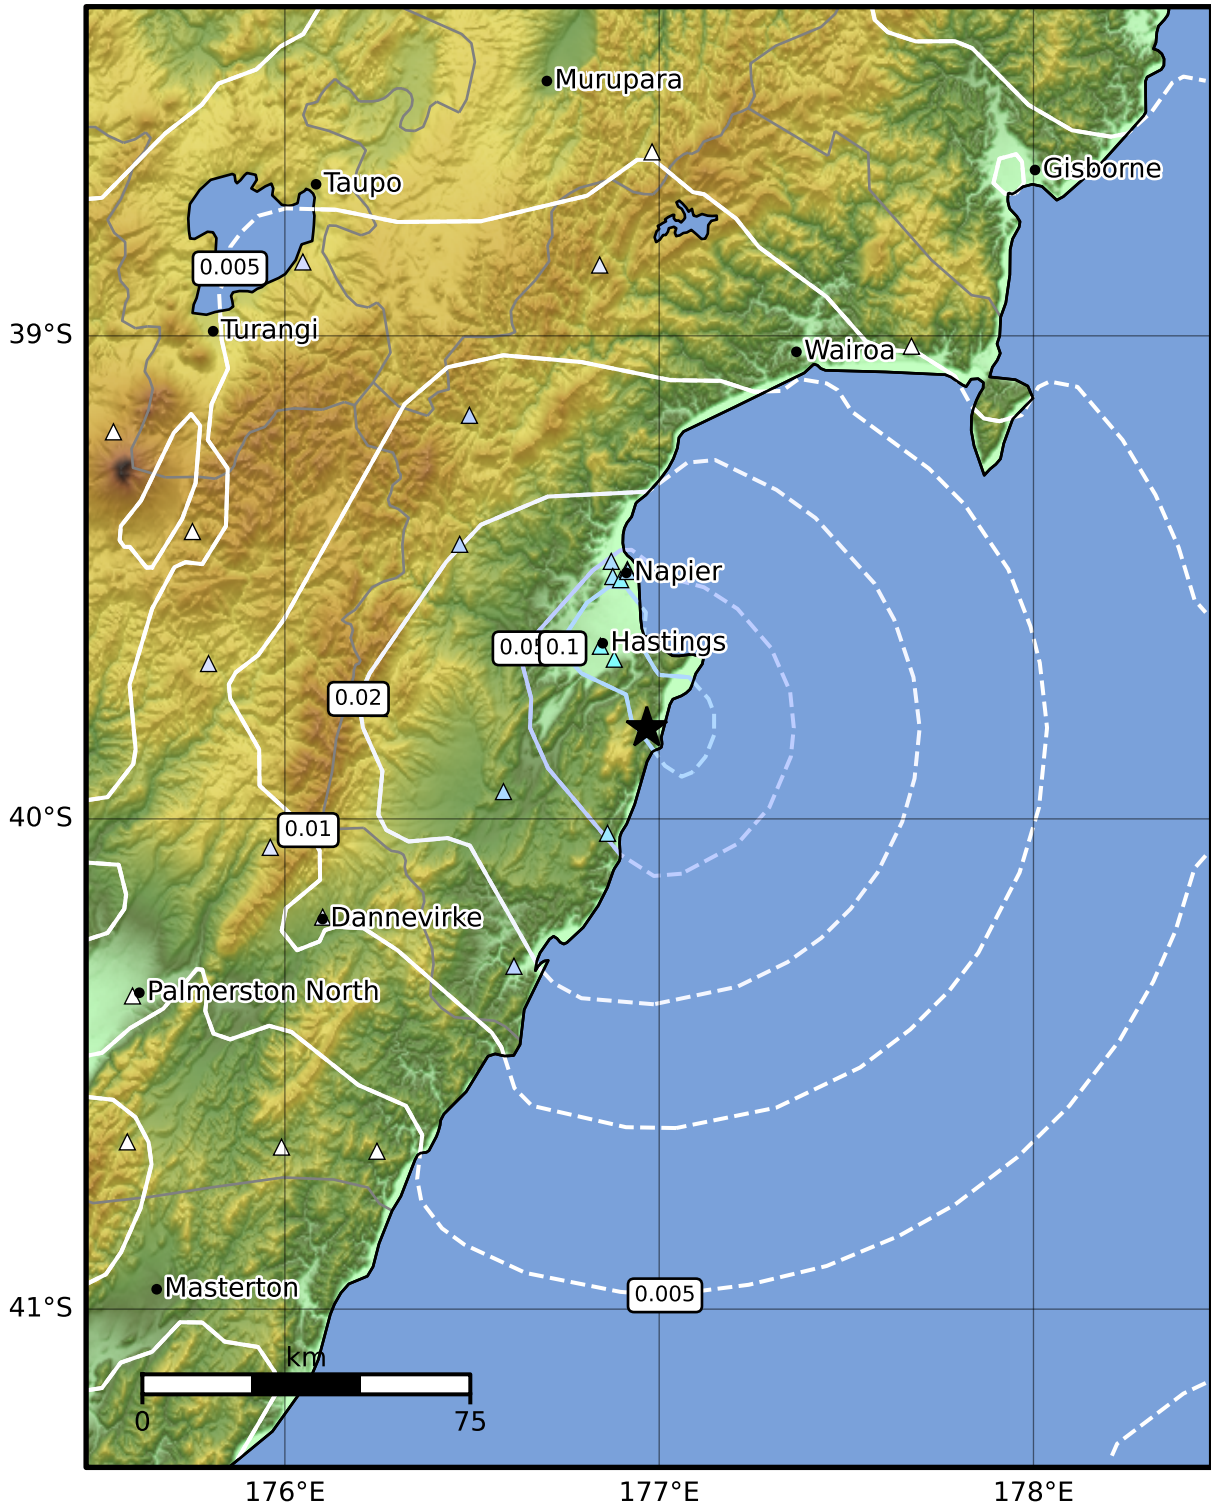 Murupara
Gisborne
Taupo
0.005
Turangi
39°S
Wairoa
Napier
Hastings
0.05
0.1
0.02
40°S
0.01
Dannevirke
Palmerston North
Masterton
0.005
41°S
km
0
75
176°E
177°E
178°E